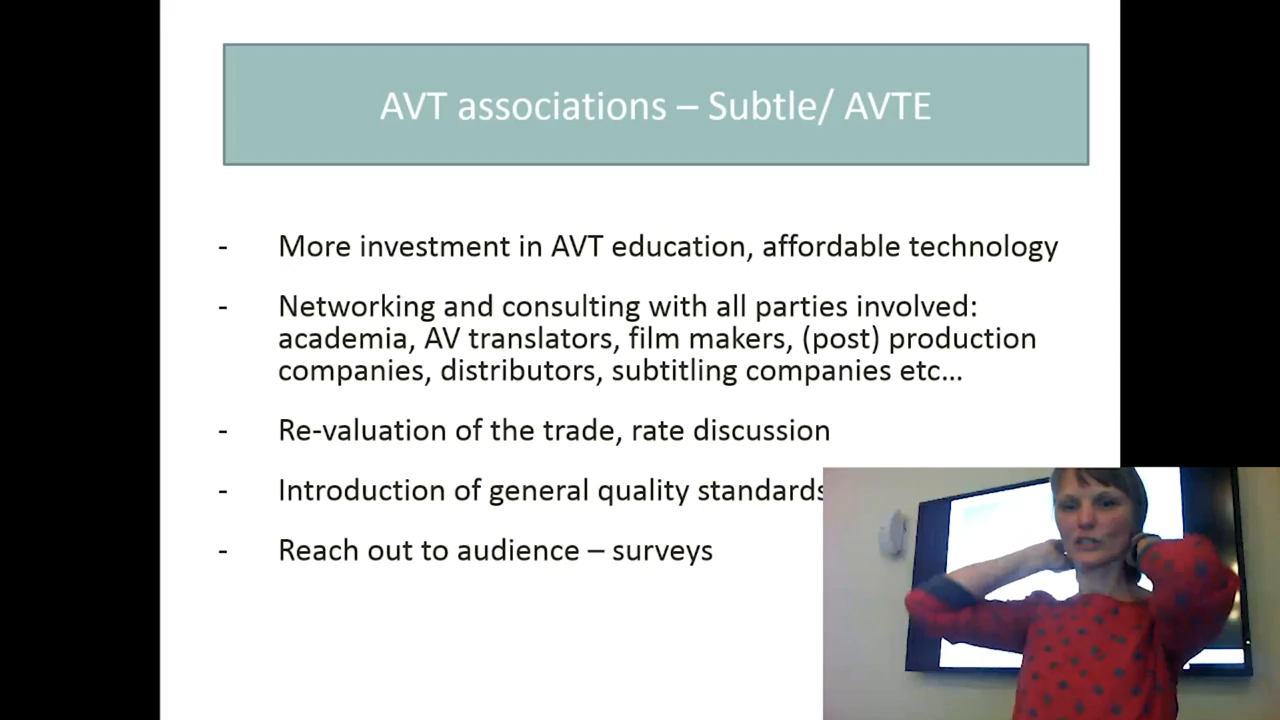 AVT associations – Subtle/ AVTE
- More investment in AVT education, affordable technology
- Networking and consulting with all parties involved:
academia, AV translators, film makers, (post) production
companies, distributors, subtitling companies etc…
- Re-valuation of the trade, rate discussion
- Introduction of general quality standards
- Reach out to audience – surveys